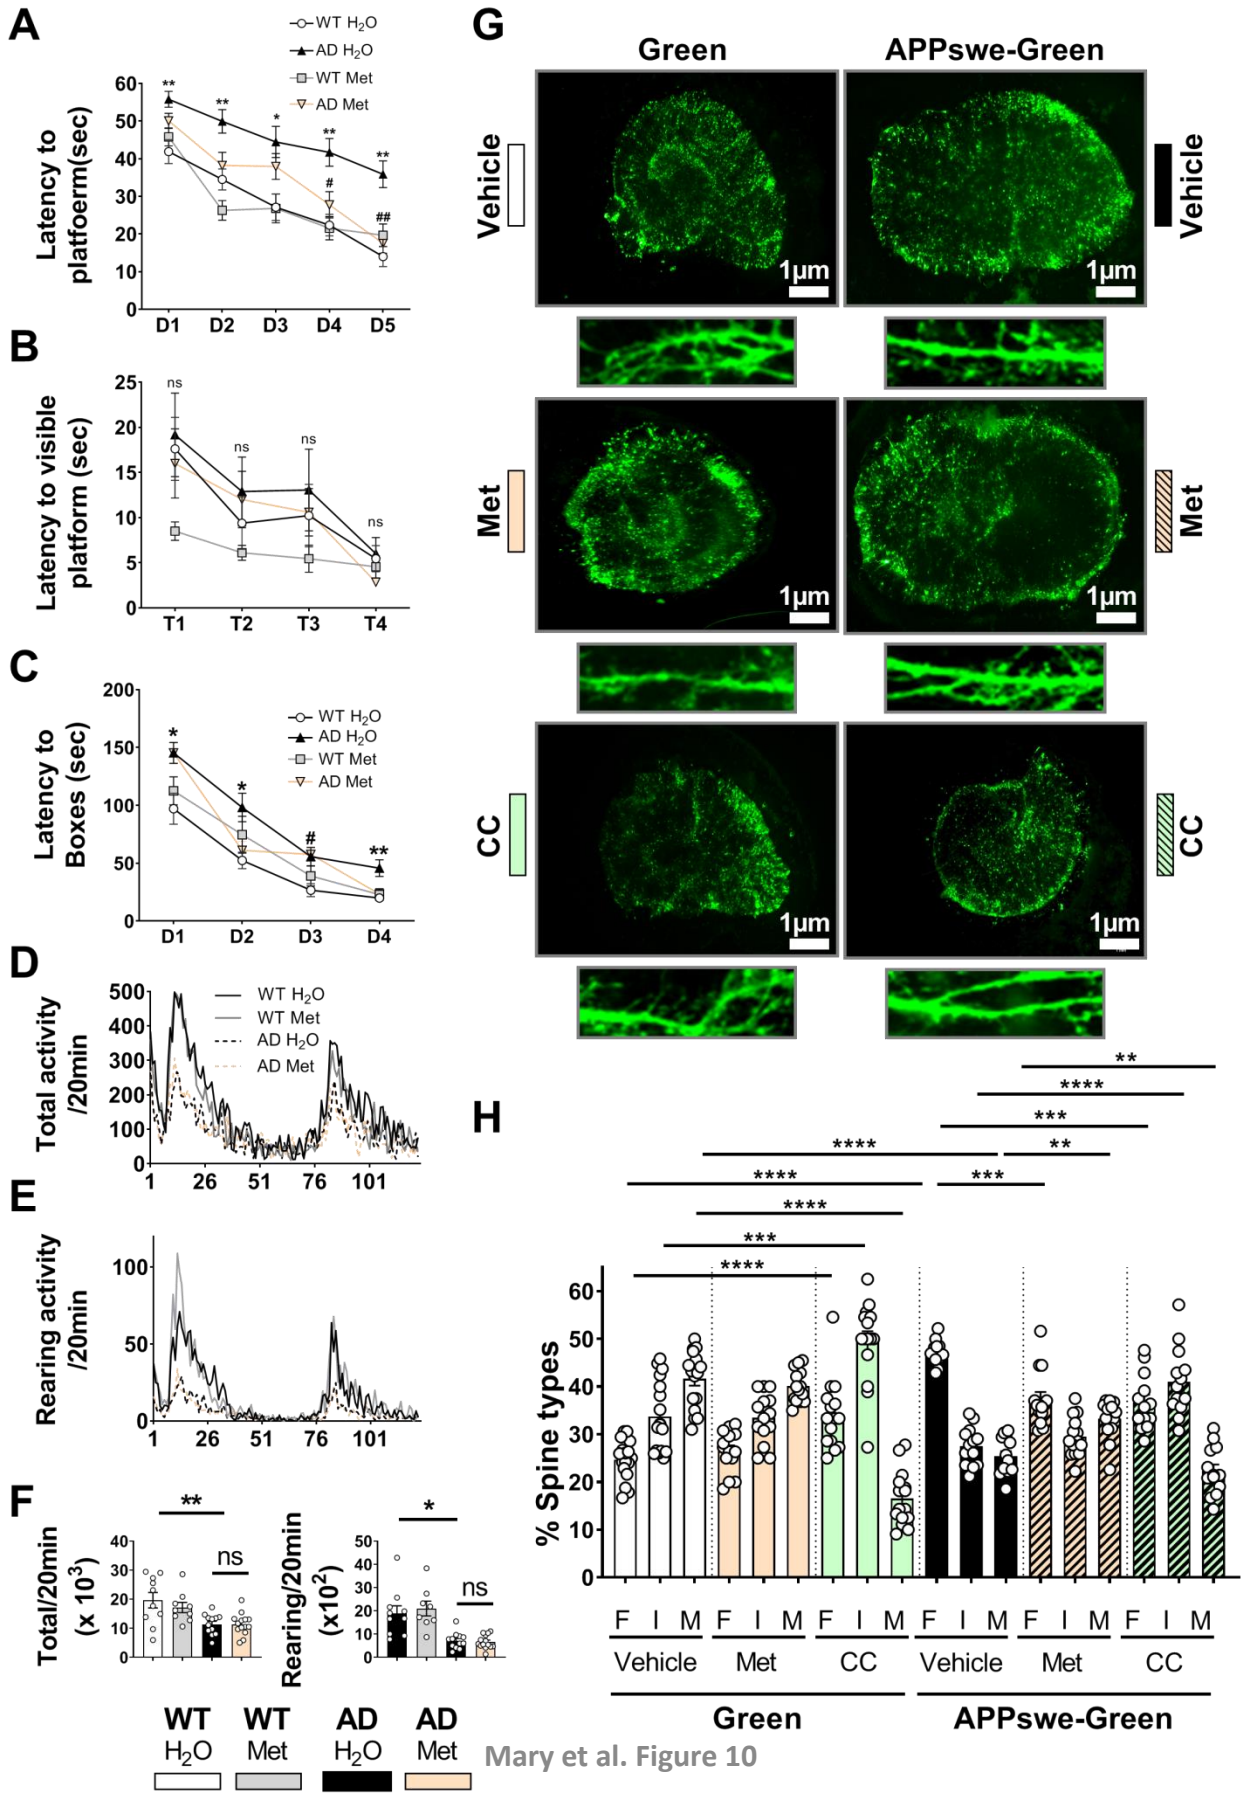 A
WT H₂O
AD H₂O
WT Met
AD Met
Latency to
platfoerm(sec)
60
50
40
30
20
10
0
**
**
*
**
**
#
##
D1 D2 D3 D4 D5
B
Latency to visible
platform (sec)
25
20
15
10
5
0
ns
ns
ns
ns
T1 T2 T3 T4
C
Latency to
Boxes (sec)
200
150
100
50
0
WT H₂O
AD H₂O
WT Met
AD Met
*
*
#
**
D1 D2 D3 D4
D
Total activity
/20min
500
400
300
200
100
0
WT H₂O
WT Met
AD H₂O
AD Met
1 26 51 76 101
E
Rearing activity
/20min
100
50
0
1 26 51 76 101
F
Total/20min
(x 10³)
40
30
20
10
0
**
ns
Rearing/20min
(x10²)
50
40
30
20
10
0
*
ns
WT WT AD AD
H₂O Met H₂O Met
G
Green APPswe-Green
Vehicle
1µm
1µm
Vehicle
Met
1µm
1µm
Met
CC
1µm
1µm
CC
H
**
****
***
**** **
**** ***
****
***
****
% Spine types
60
50
40
30
20
10
0
F I M F I M F I M F I M F I M F I M
Vehicle Met CC Vehicle Met CC
Green APPswe-Green
Mary et al. Figure 10